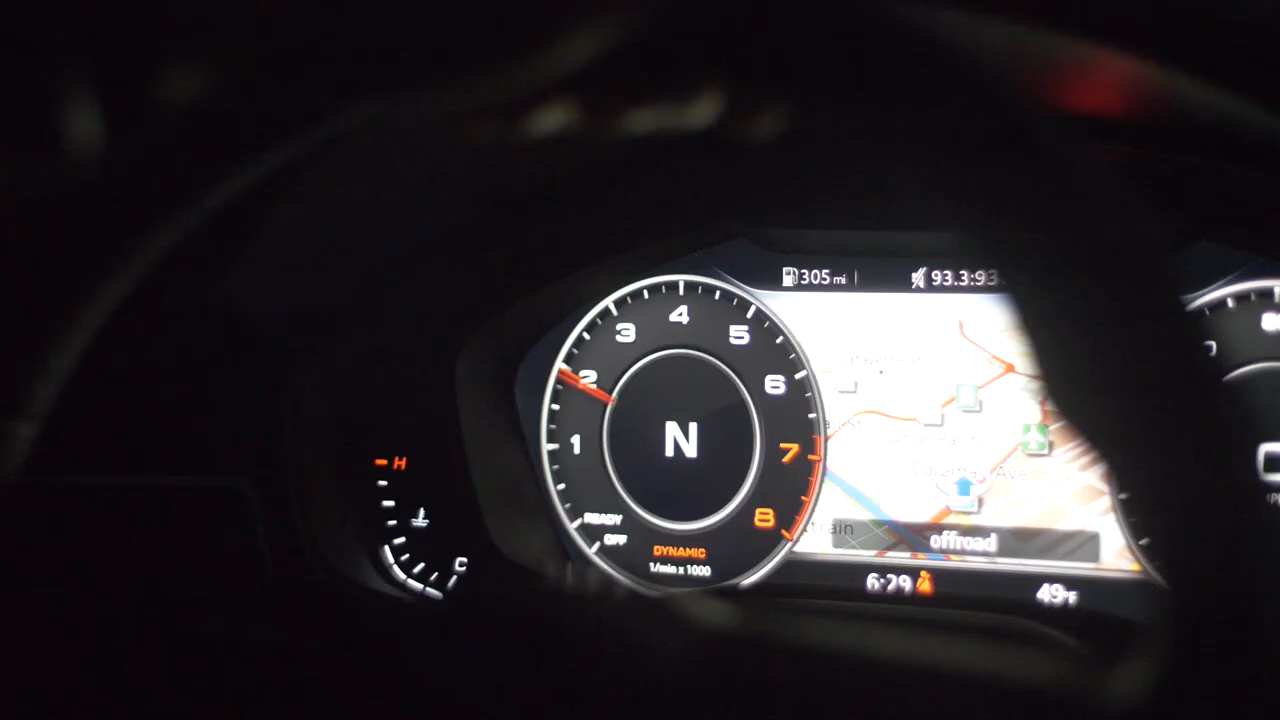 305 mi
93.3:93.
4
3
5
2
6
N
1
7
H
READY
8
OFF
C
DYNAMIC
1/min x 1000
offroad
6:29
49°F